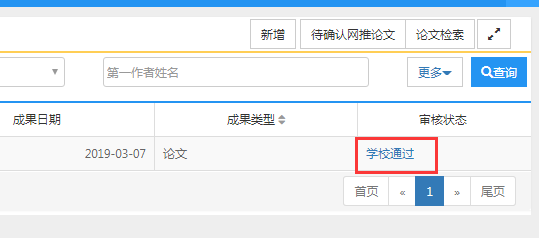 新增 待确认网推论文 论文检索
第一作者姓名 更多 查询
成果日期 成果类型 审核状态
2019-03-07 论文 学校通过
首页 « 1 » 尾页